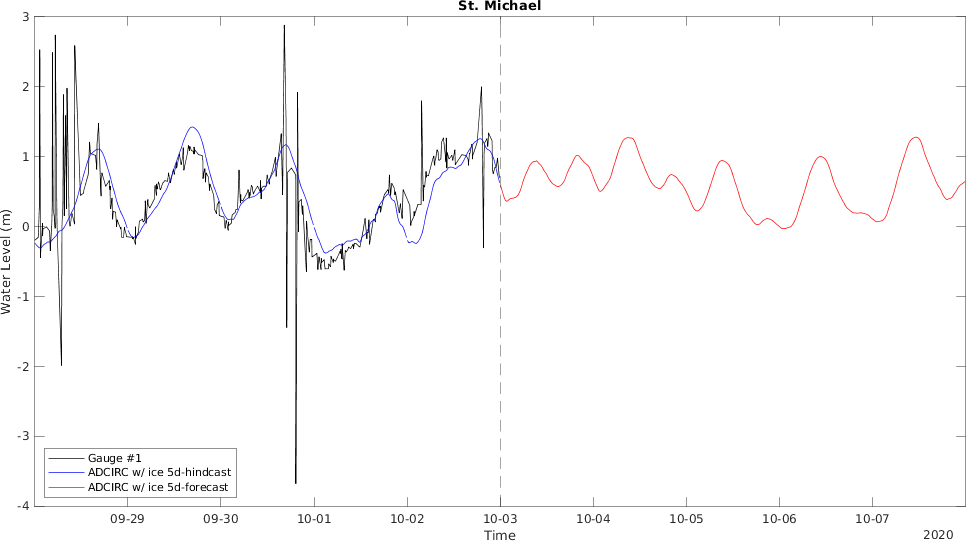 St. Michael
3
2
1
0
-1
-2
-3
-4
Water Level (m)
Gauge #1
ADCIRC w/ ice 5d-hindcast
ADCIRC w/ ice 5d-forecast
09-29 09-30 10-01 10-02 10-03 10-04 10-05 10-06 10-07
Time
2020